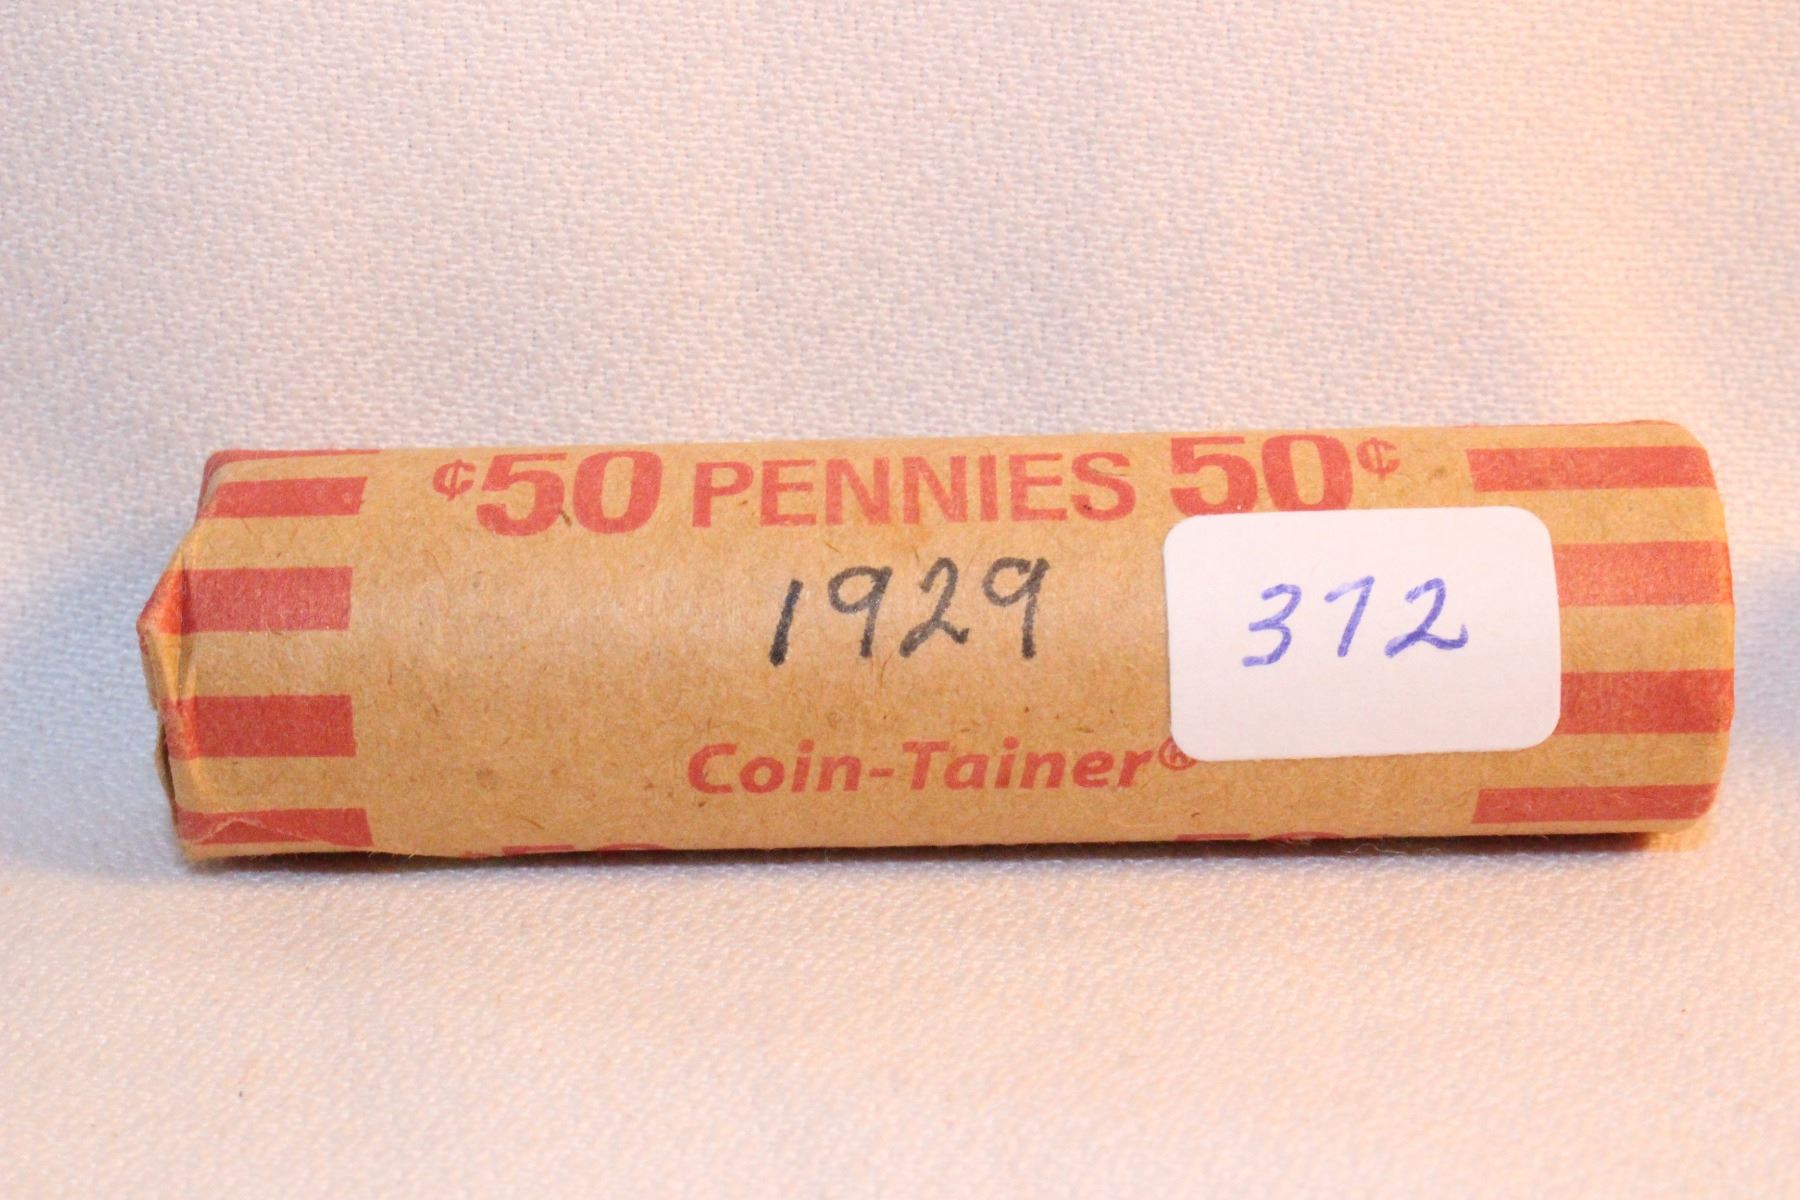 ¢50 PENNIES 50¢
1929
372
Coin-Tainer®